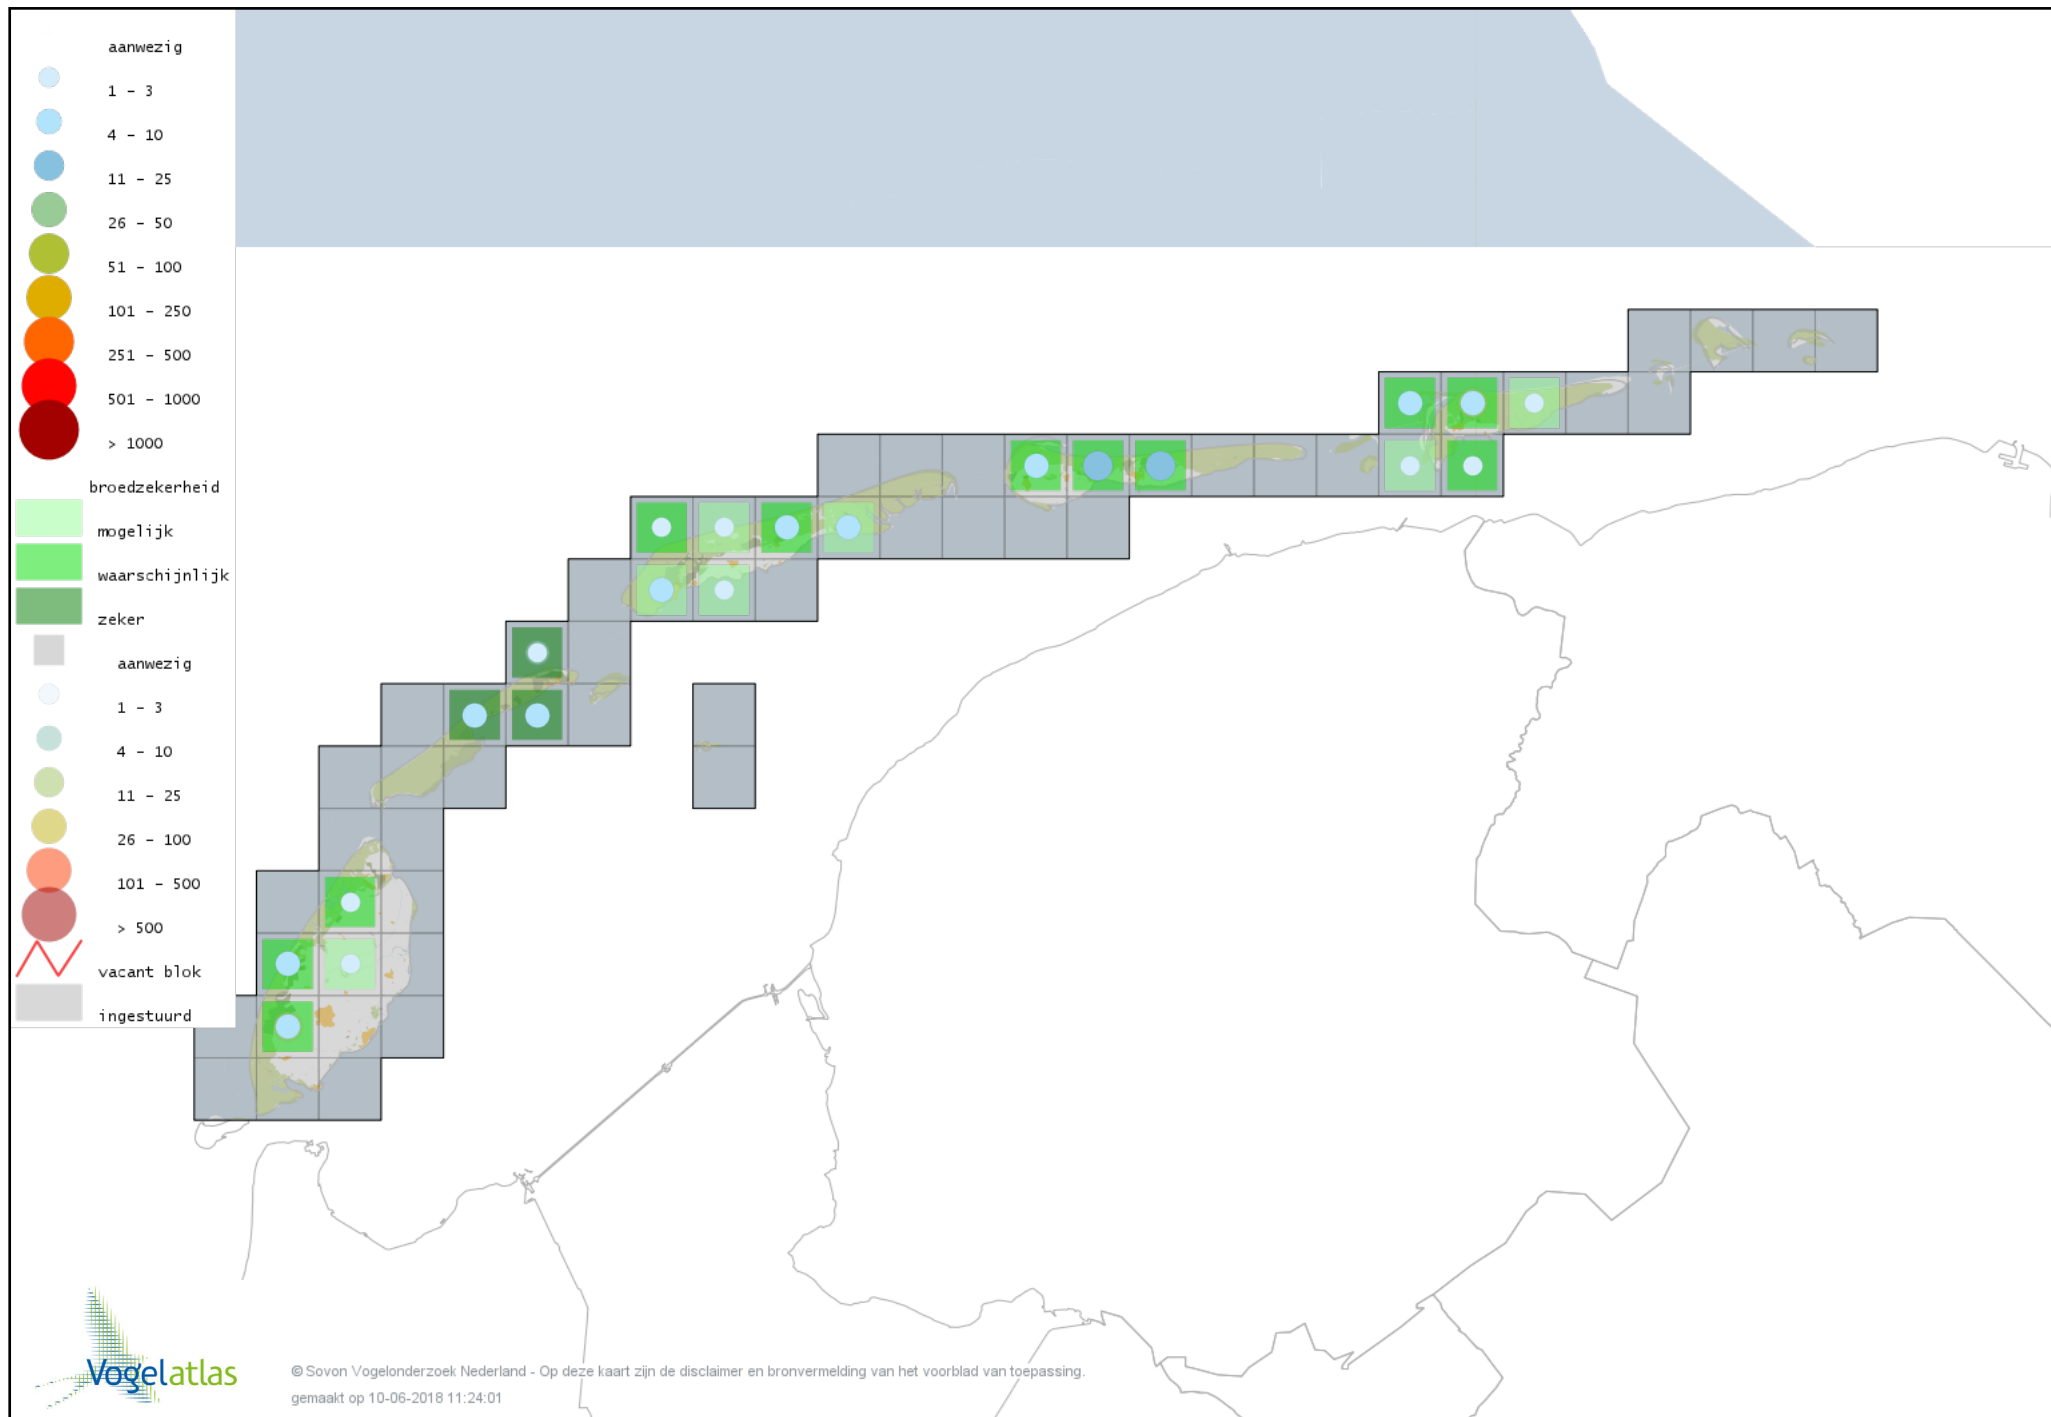 aanwezig
1 - 3
4 - 10
11 - 25
26 - 50
51 - 100
101 - 250
251 - 500
501 - 1000
> 1000
broedzekerheid
mogelijk
waarschijnlijk
zeker
aanwezig
1 - 3
4 - 10
11 - 25
26 - 100
101 - 500
> 500
vacant blok
ingestuurd
Vogelatlas
© Sovon Vogelonderzoek Nederland - Op deze kaart zijn de disclaimer en bronvermelding van het voorblad van toepassing.
gemaakt op 10-06-2018 11:24:01